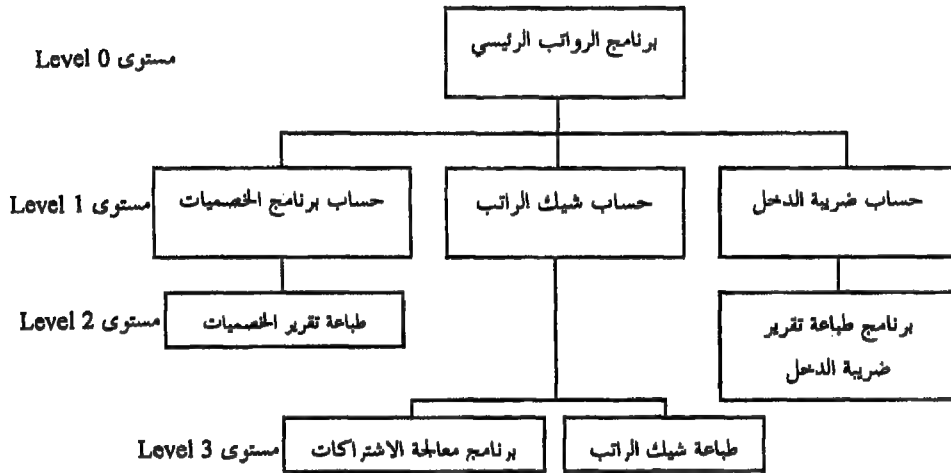 برنامج الرواتب الرئيسي
مستوى Level 0
حساب ضريبة الدخل
حساب شيك الراتب
حساب برنامج الخصميات
مستوى Level 1
برنامج طباعة تقرير
ضريبة الدخل
طباعة تقرير الخصميات
مستوى Level 2
طباعة شيك الراتب
برنامج معالجة الاشتراكات
مستوى Level 3